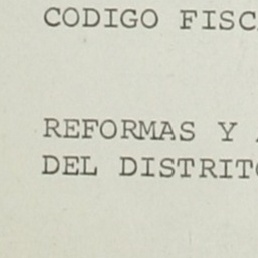 CODIGO FISC
REFORMAS Y
DEL DISTRIT